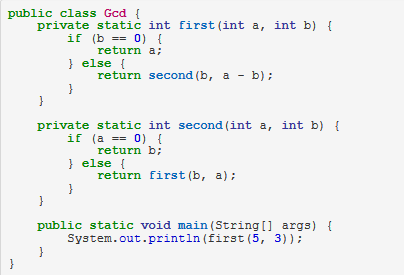 public class Gcd {
    private static int first(int a, int b) {
        if (b == 0) {
            return a;
        } else {
            return second(b, a - b);
        }
    }

    private static int second(int a, int b) {
        if (a == 0) {
            return b;
        } else {
            return first(b, a);
        }
    }

    public static void main(String[] args) {
        System.out.println(first(5, 3));
    }
}